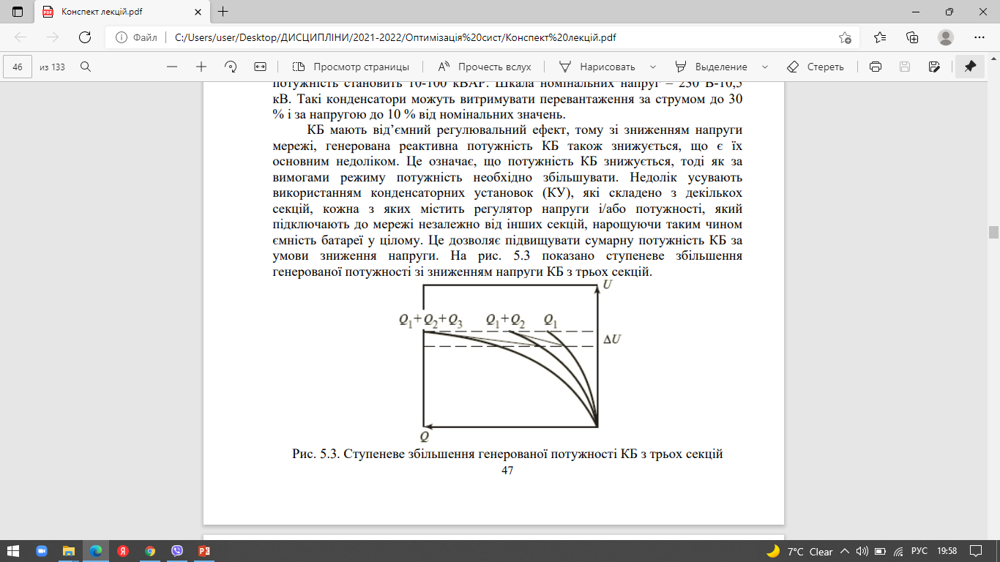 Конспект лекцій.pdf
Файл
C:/Users/user/Desktop/ДИСЦИПЛІНИ/2021-2022/Оптимізація%20сист/Конспект%20лекцій.pdf
46 из 133
Просмотр страницы
Прочесть вслух
Нарисовать
Выделение
Стереть
потужність становить 10-100 кВАР. Шкала номінальних напруг – 230 В-10,5
кВ. Такі конденсатори можуть витримувати перевантаження за струмом до 30
% і за напругою до 10 % від номінальних значень.
КБ мають від’ємний регулювальний ефект, тому зі зниженням напруги
мережі, генерована реактивна потужність КБ також знижується, що є їх
основним недоліком. Це означає, що потужність КБ знижується, тоді як за
вимогами режиму потужність необхідно збільшувати. Недолік усувають
використанням конденсаторних установок (КУ), які складено з декількох
секцій, кожна з яких містить регулятор напруги і/або потужності, який
підключають до мережі незалежно від інших секцій, нарощуючи таким чином
ємність батареї у цілому. Це дозволяє підвищувати сумарну потужність КБ за
умови зниження напруги. На рис. 5.3 показано ступеневе збільшення
генерованої потужності зі зниженням напруги КБ з трьох секцій.
U
Q₁+Q₂+Q₃ Q₁+Q₂ Q₁
ΔU
Q
Рис. 5.3. Ступеневе збільшення генерованої потужності КБ з трьох секцій
47
7°C Clear
РУС
19:58